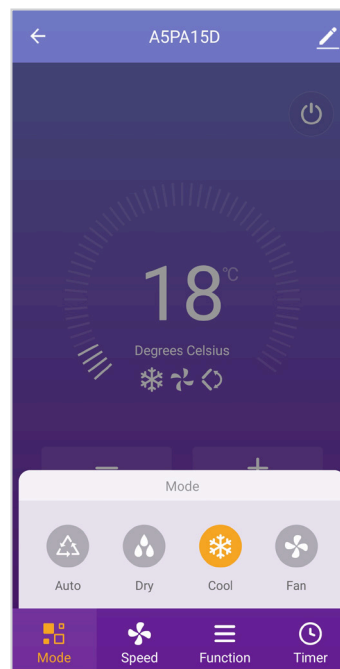 A5PA15D
18°C
Degrees Celsius
Mode
Auto Dry Cool Fan
Mode Speed Function Timer